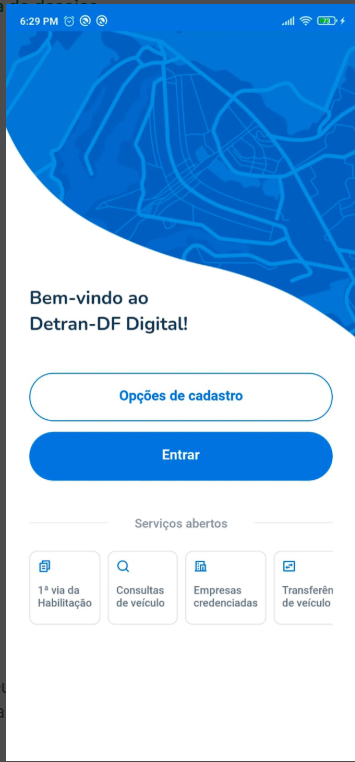 6:29 PM
73
Bem-vindo ao
Detran-DF Digital!
Opções de cadastro
Entrar
Serviços abertos
1ª via da
Habilitação
Consultas
de veículo
Empresas
credenciadas
Transferên
de veículo